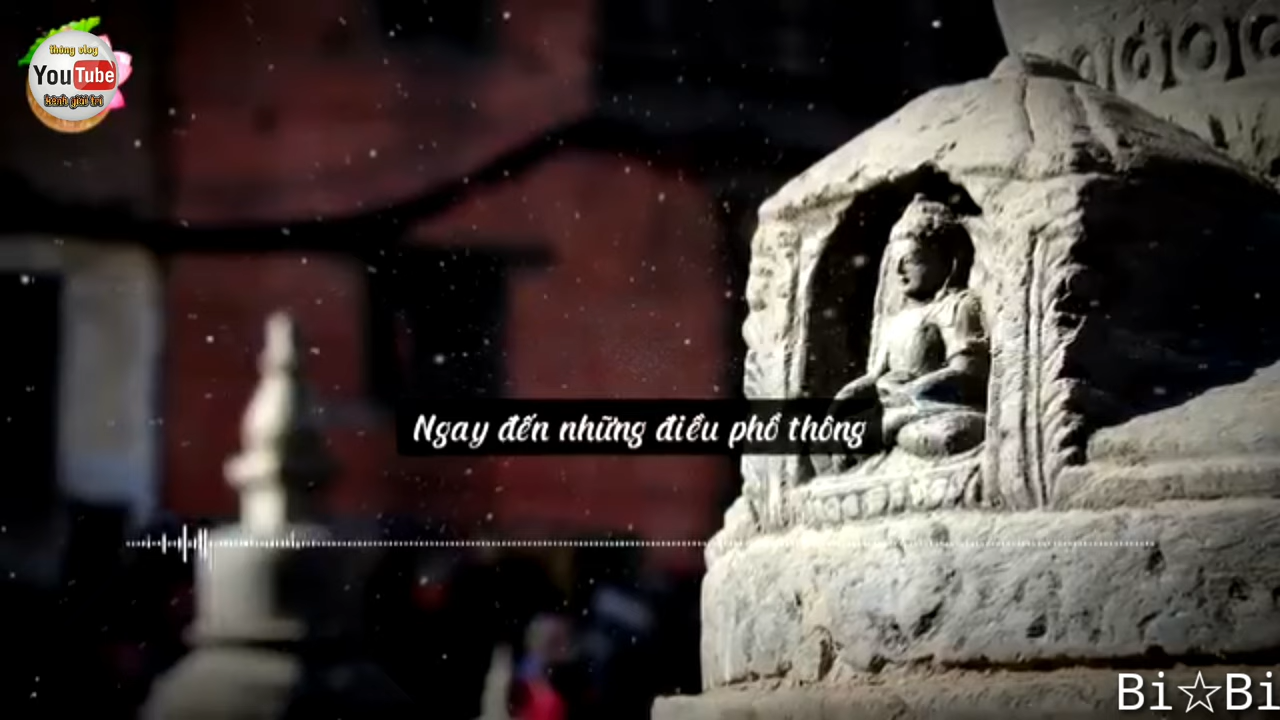 thông vlog
YouTube
kênh giải trí
Ngay đến những điều phổ thông
Bi☆Bi